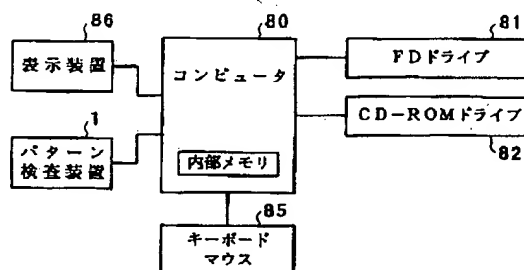 86
表示装置
1
パターン
検査装置
80
コンピュータ
内部メモリ
81
FDドライブ
CD-ROMドライブ
82
85
キーボード
マウス